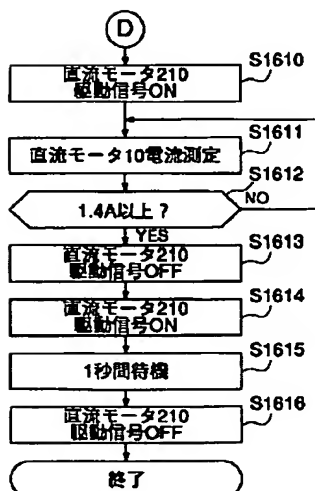 D
S1610
直流モータ210
駆動信号ON
S1611
直流モータ10電流測定
S1612
1.4A以上?
NO
YES
S1613
直流モータ210
駆動信号OFF
S1614
直流モータ210
駆動信号ON
S1615
1秒間待機
S1616
直流モータ210
駆動信号OFF
終了